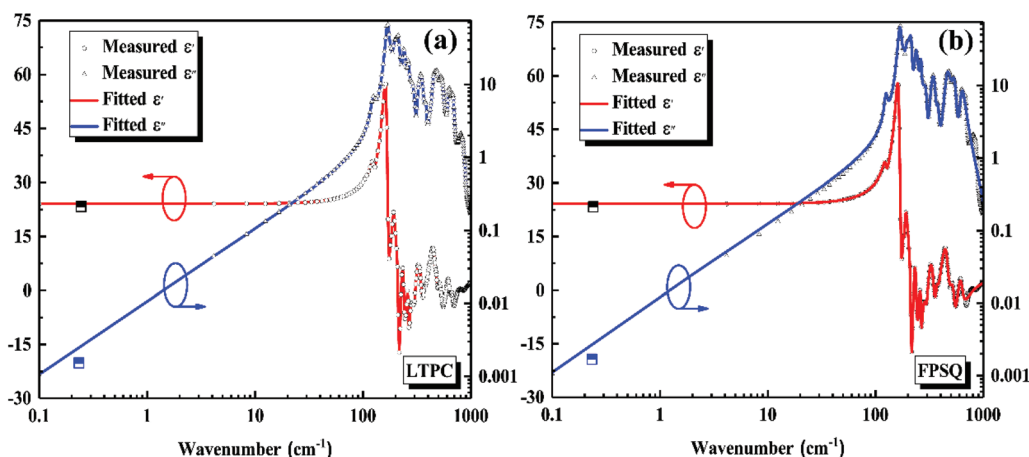 (a)
Measured ε'
Measured ε''
Fitted ε'
Fitted ε''
LTPC
75
60
45
30
15
0
-15
-30
10
1
0.1
0.01
0.001
0.1
1
10
100
1000
Wavenumber (cm-1)
(b)
Measured ε'
Measured ε''
Fitted ε'
Fitted ε''
FPSQ
75
60
45
30
15
0
-15
-30
10
1
0.1
0.01
0.001
0.1
1
10
100
1000
Wavenumber (cm-1)